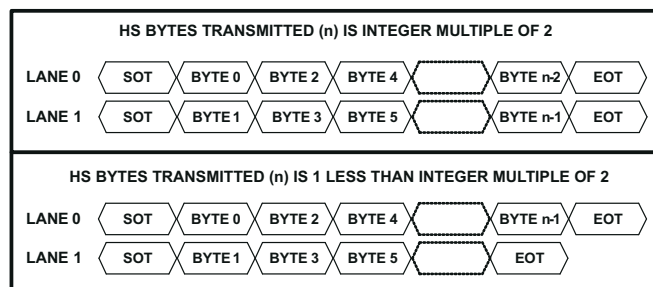 HS BYTES TRANSMITTED (n) IS INTEGER MULTIPLE OF 2
LANE 0 SOT BYTE 0 BYTE 2 BYTE 4 BYTE n-2 EOT
LANE 1 SOT BYTE 1 BYTE 3 BYTE 5 BYTE n-1 EOT
HS BYTES TRANSMITTED (n) IS 1 LESS THAN INTEGER MULTIPLE OF 2
LANE 0 SOT BYTE 0 BYTE 2 BYTE 4 BYTE n-1 EOT
LANE 1 SOT BYTE 1 BYTE 3 BYTE 5 EOT